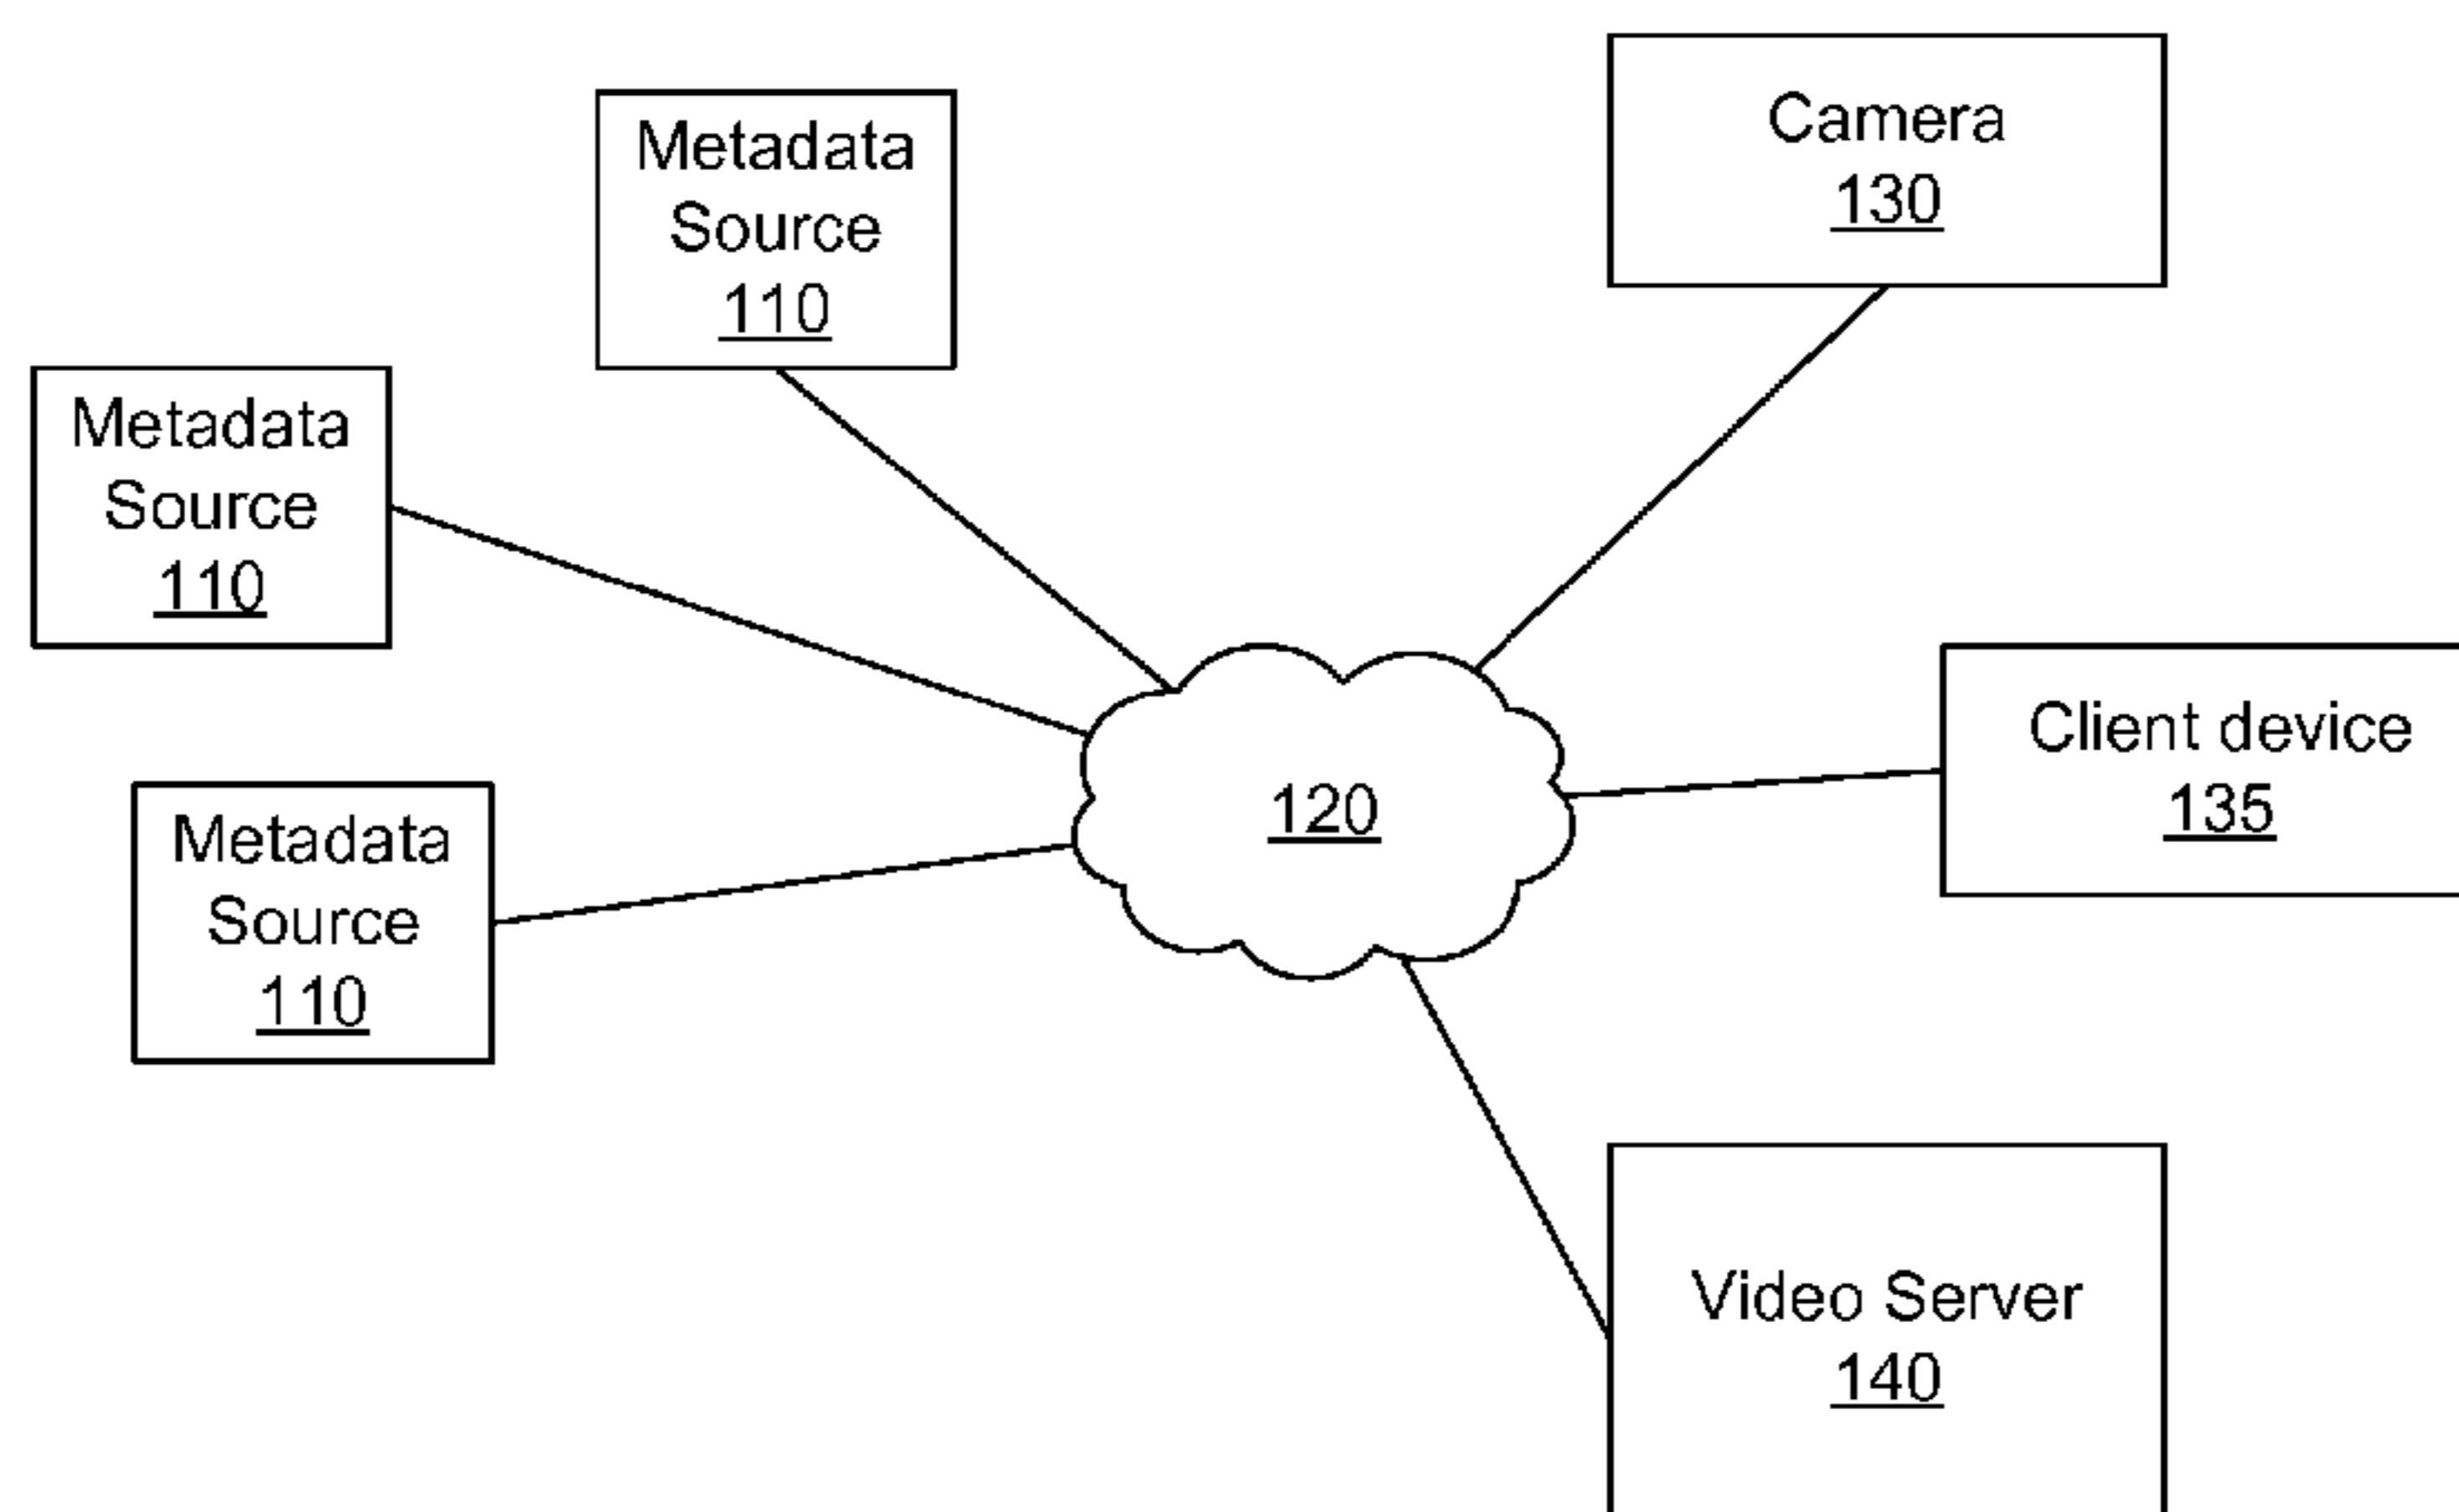 Camera
130
Metadata
Source
110
Metadata
Source
110
Client device
135
120
Metadata
Source
110
Video Server
140